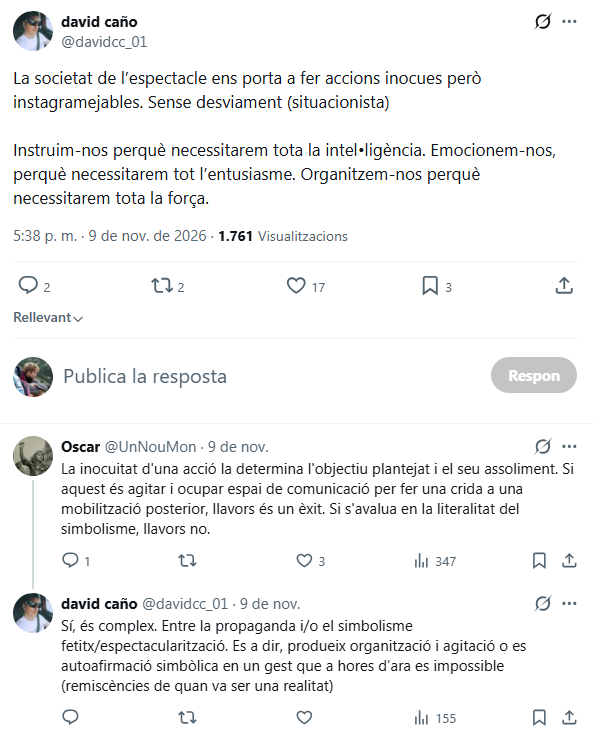 david caño
@davidcc_01
La societat de l’espectacle ens porta a fer accions inocues però
instagramejables. Sense desviament (situacionista)
Instruim-nos perquè necessitarem tota la intel•ligència. Emocionem-nos,
perquè necessitarem tot l’entusiasme. Organitzem-nos perquè
necessitarem tota la força.
5:38 p. m. · 9 de nov. de 2026 · 1.761 Visualitzacions
2 2 17 3
Rellevant
Publica la resposta
Respon
Oscar @UnNouMon · 9 de nov.
La inocuitat d'una acció la determina l'objectiu plantejat i el seu assoliment. Si
aquest és agitar i ocupar espai de comunicació per fer una crida a una
mobilització posterior, llavors és un èxit. Si s'avalua en la literalitat del
simbolisme, llavors no.
1 3 347
david caño @davidcc_01 · 9 de nov.
Sí, és complex. Entre la propaganda i/o el simbolisme
fetitx/espectacularització. Es a dir, produeix organització i agitació o es
autoafirmació simbòlica en un gest que a hores d’ara es impossible
(remiscències de quan va ser una realitat)
155